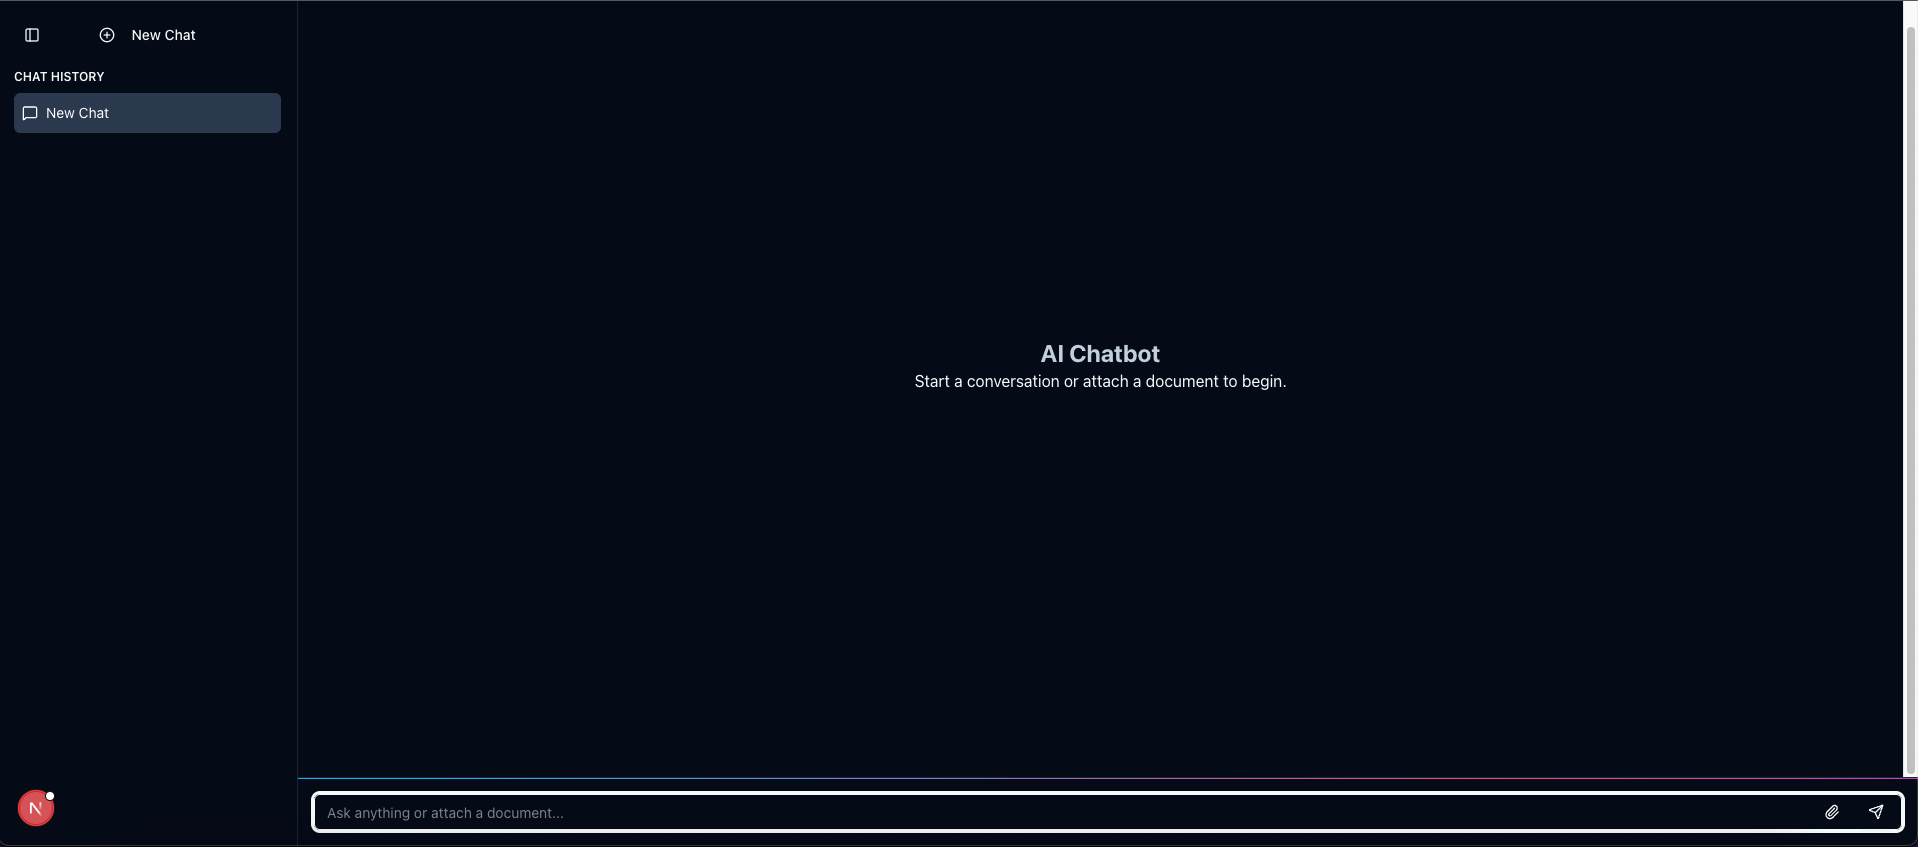 New Chat
CHAT HISTORY
New Chat
AI Chatbot
Start a conversation or attach a document to begin.
N
Ask anything or attach a document...